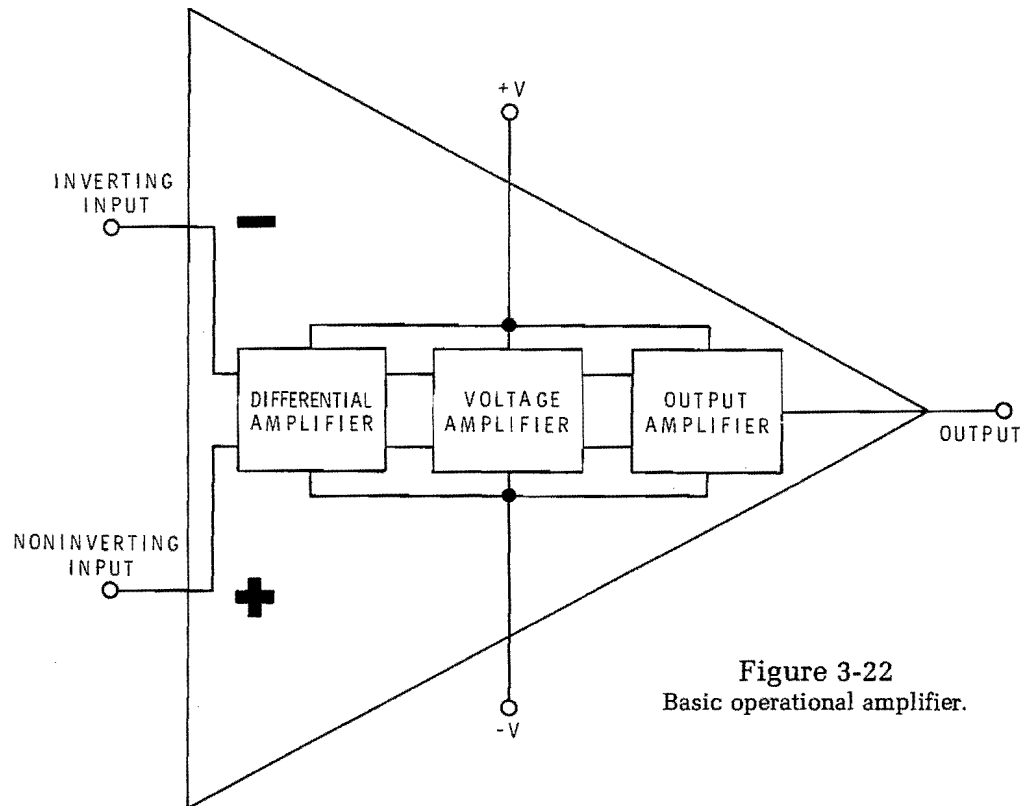 +V
INVERTING
INPUT
−
DIFFERENTIAL
AMPLIFIER
VOLTAGE
AMPLIFIER
OUTPUT
AMPLIFIER
OUTPUT
NONINVERTING
INPUT
+
-V
Figure 3-22
Basic operational amplifier.